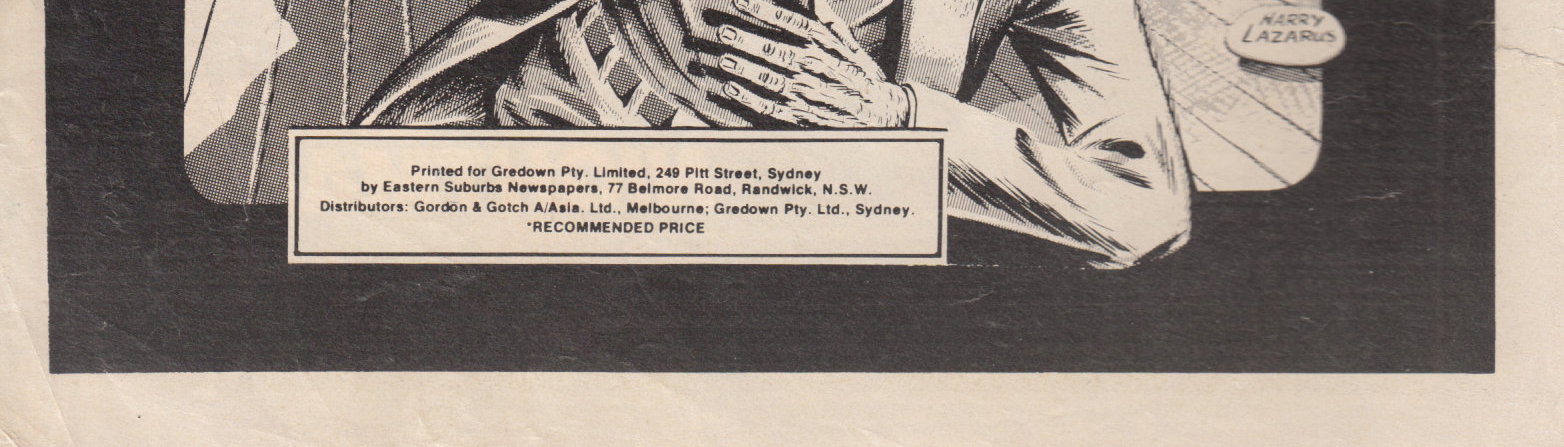 HARRY
LAZARUS
Printed for Gredown Pty. Limited, 249 Pitt Street, Sydney
by Eastern Suburbs Newspapers, 77 Belmore Road, Randwick, N.S.W.
Distributors: Gordon & Gotch A/Asia. Ltd., Melbourne; Gredown Pty. Ltd., Sydney.
*RECOMMENDED PRICE